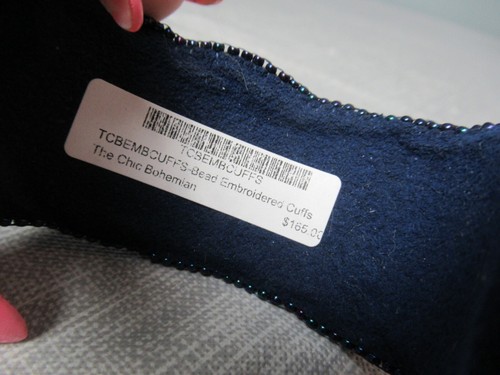 TCBEMBCUFFS
TCBEMBCUFFS-Bead Embroidered Cuffs
The Chic Bohemian
$165.00